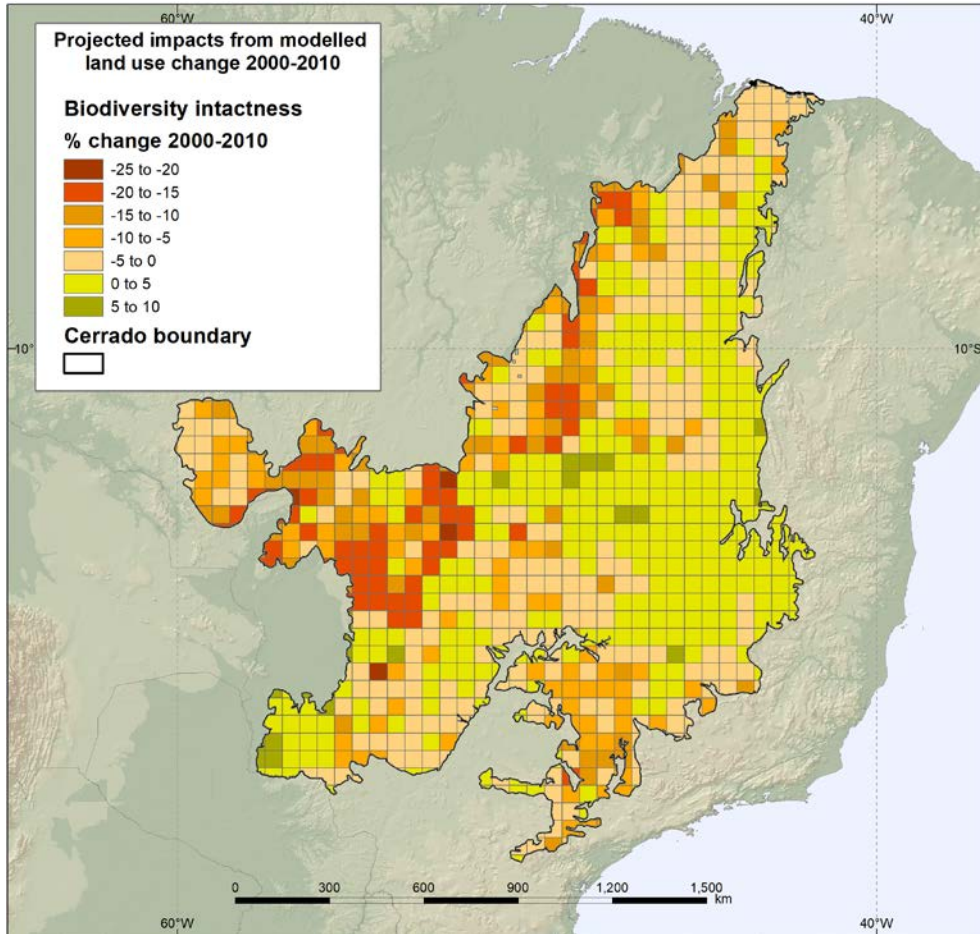 60°W
40°W
Projected impacts from modelled
land use change 2000-2010
Biodiversity intactness
% change 2000-2010
-25 to -20
-20 to -15
-15 to -10
-10 to -5
-5 to 0
0 to 5
5 to 10
Cerrado boundary
10°
10°S
0 300 600 900 1,200 1,500
km
60°W
40°W